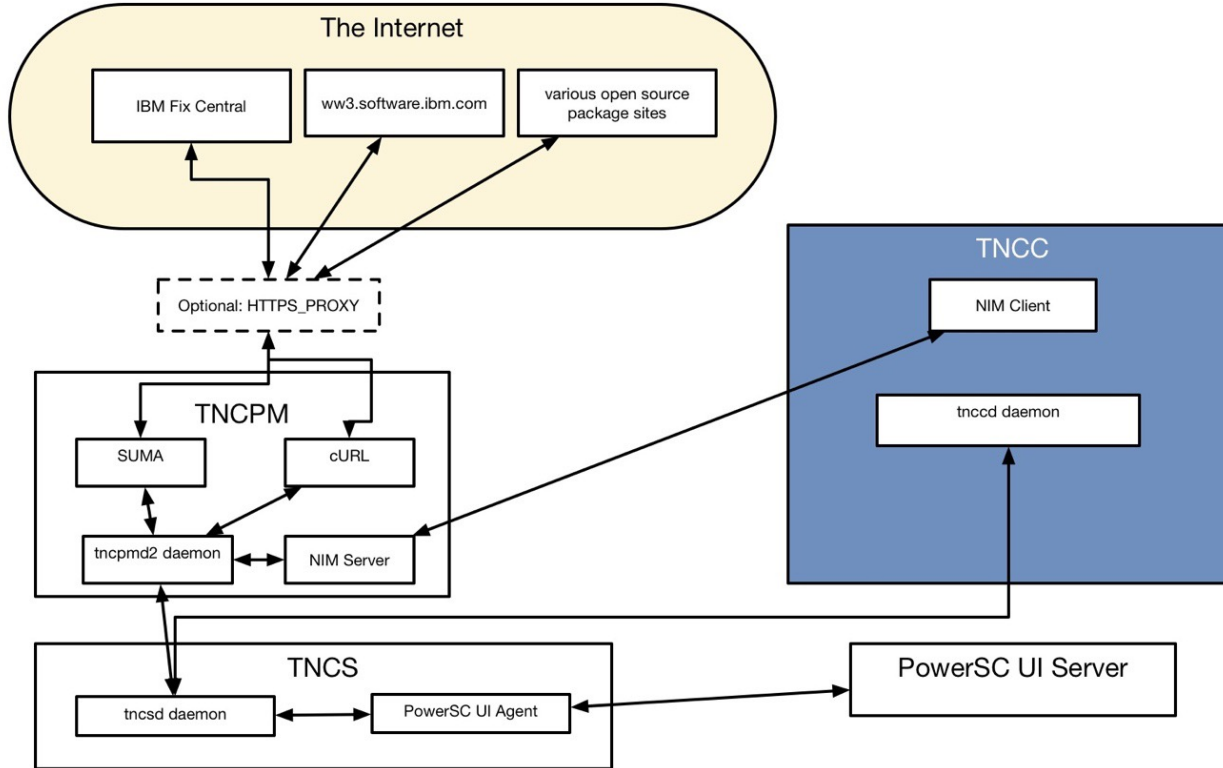 The Internet
IBM Fix Central
ww3.software.ibm.com
various open source
package sites
Optional: HTTPS_PROXY
TNCC
NIM Client
tnccd daemon
TNCPM
SUMA
cURL
tncpmd2 daemon
NIM Server
TNCS
tncsd daemon
PowerSC UI Agent
PowerSC UI Server